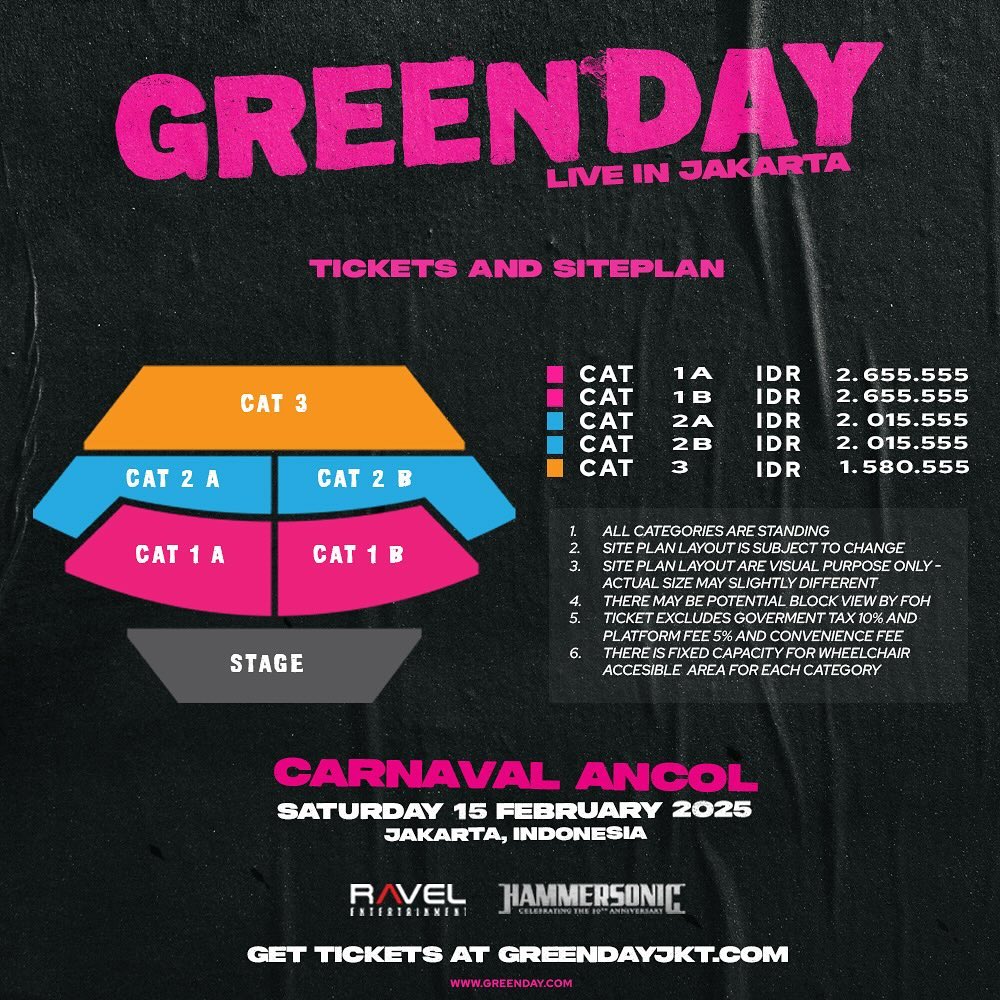 GREEN DAY
LIVE IN JAKARTA
TICKETS AND SITEPLAN
CAT 3
CAT 2 A
CAT 2 B
CAT 1 A
CAT 1 B
STAGE
CAT 1A IDR 2.655.555
CAT 1B IDR 2.655.555
CAT 2A IDR 2. 015.555
CAT 2B IDR 2. 015.555
CAT 3 IDR 1.580.555
1. ALL CATEGORIES ARE STANDING
2. SITE PLAN LAYOUT IS SUBJECT TO CHANGE
3. SITE PLAN LAYOUT ARE VISUAL PURPOSE ONLY -
ACTUAL SIZE MAY SLIGHTLY DIFFERENT
4. THERE MAY BE POTENTIAL BLOCK VIEW BY FOH
5. TICKET EXCLUDES GOVERMENT TAX 10% AND
PLATFORM FEE 5% AND CONVENIENCE FEE
6. THERE IS FIXED CAPACITY FOR WHEELCHAIR
ACCESIBLE AREA FOR EACH CATEGORY
CARNAVAL ANCOL
SATURDAY 15 FEBRUARY 2025
JAKARTA, INDONESIA
RAVEL
ENTERTAINMENT
HAMMERSONIC
CELEBRATING THE 10TH ANNIVERSARY
GET TICKETS AT GREENDAYJKT.COM
WWW.GREENDAY.COM